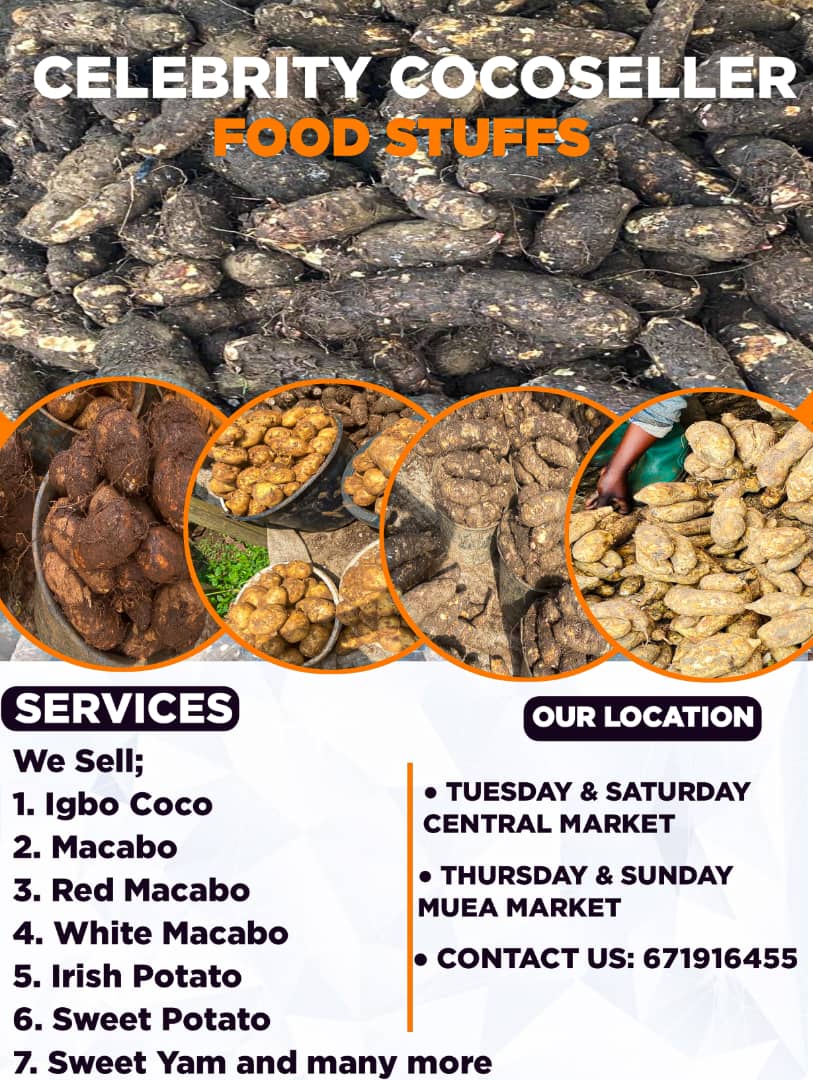 CELEBRITY COCOSELLER
FOOD STUFFS
SERVICES
We Sell;
1. Igbo Coco
2. Macabo
3. Red Macabo
4. White Macabo
5. Irish Potato
6. Sweet Potato
7. Sweet Yam and many more
OUR LOCATION
• TUESDAY & SATURDAY
CENTRAL MARKET
• THURSDAY & SUNDAY
MUEA MARKET
• CONTACT US: 671916455